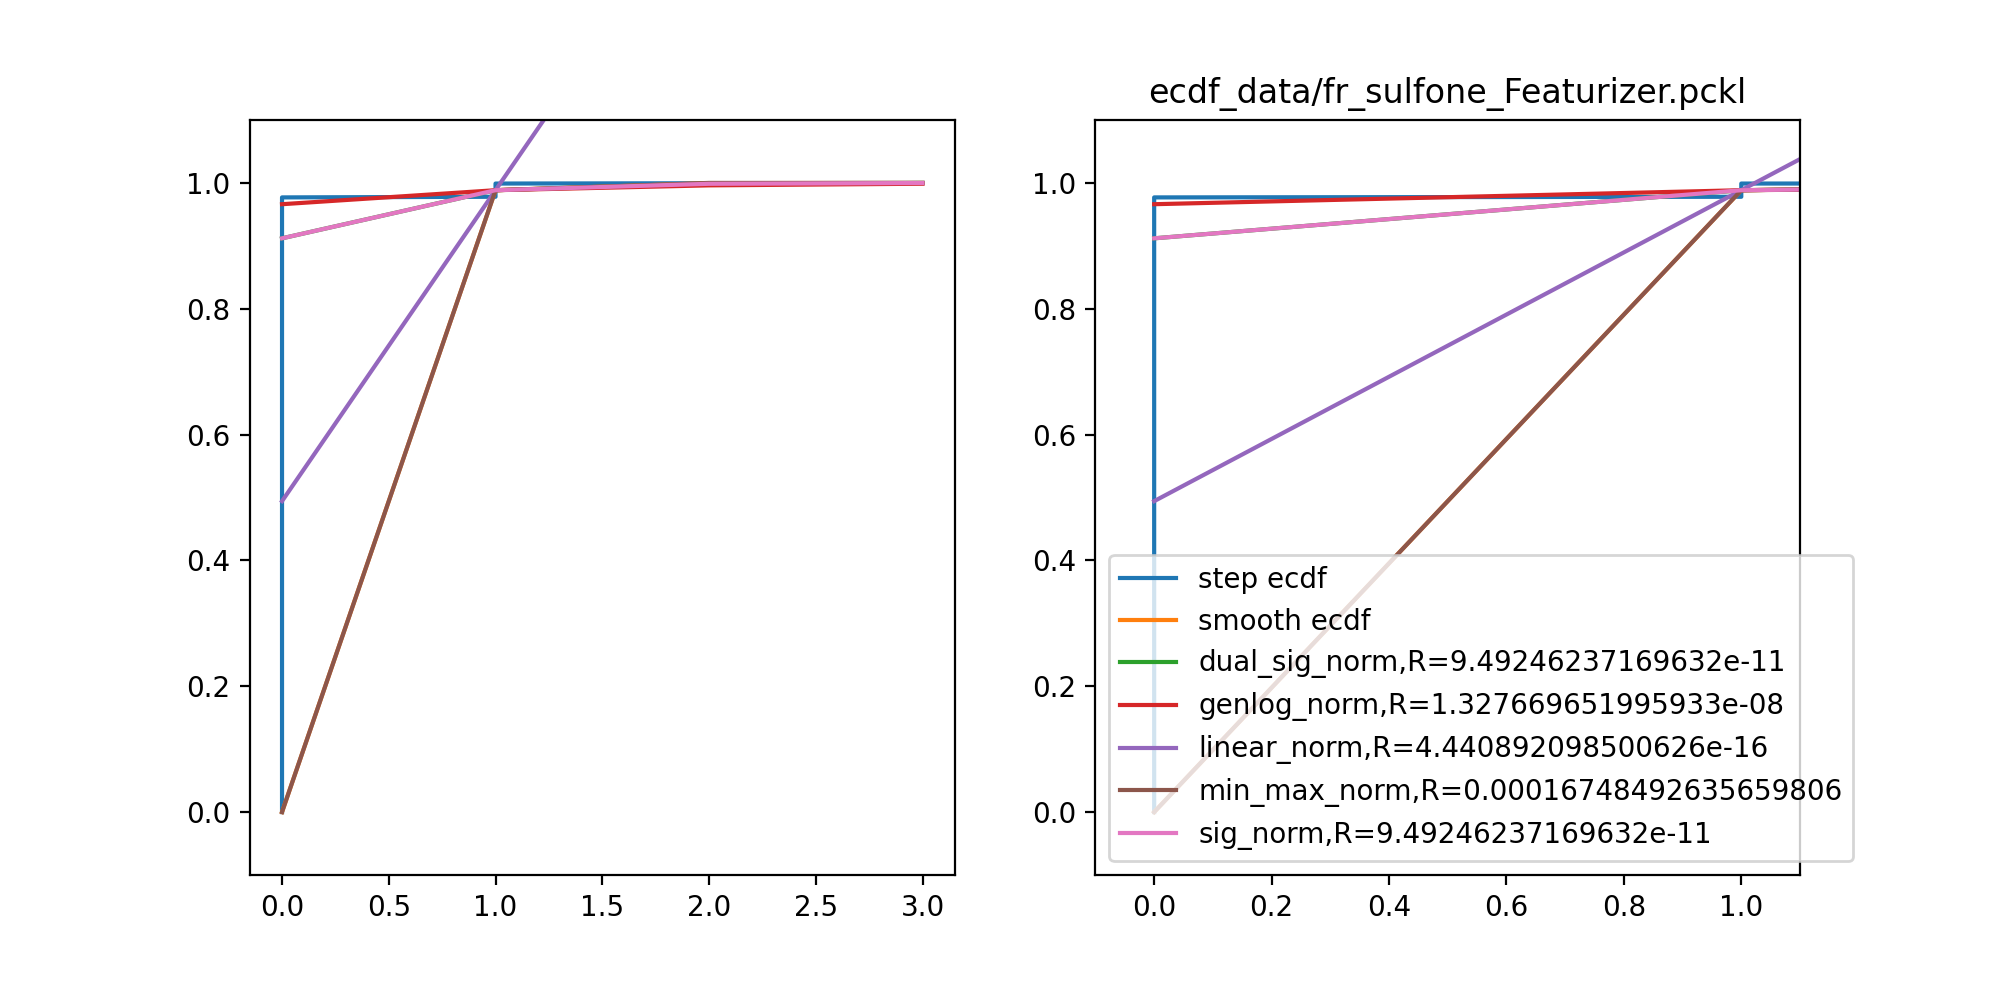 ecdf_data/fr_sulfone_Featurizer.pckl
1.0
0.8
0.6
0.4
0.2
0.0
0.0 0.5 1.0 1.5 2.0 2.5 3.0
1.0
0.8
0.6
0.4
0.2
0.0
step ecdf
smooth ecdf
dual_sig_norm,R=9.49246237169632e-11
genlog_norm,R=1.327669651995933e-08
linear_norm,R=4.440892098500626e-16
min_max_norm,R=0.00016748492635659806
sig_norm,R=9.49246237169632e-11
0.0 0.2 0.4 0.6 0.8 1.0